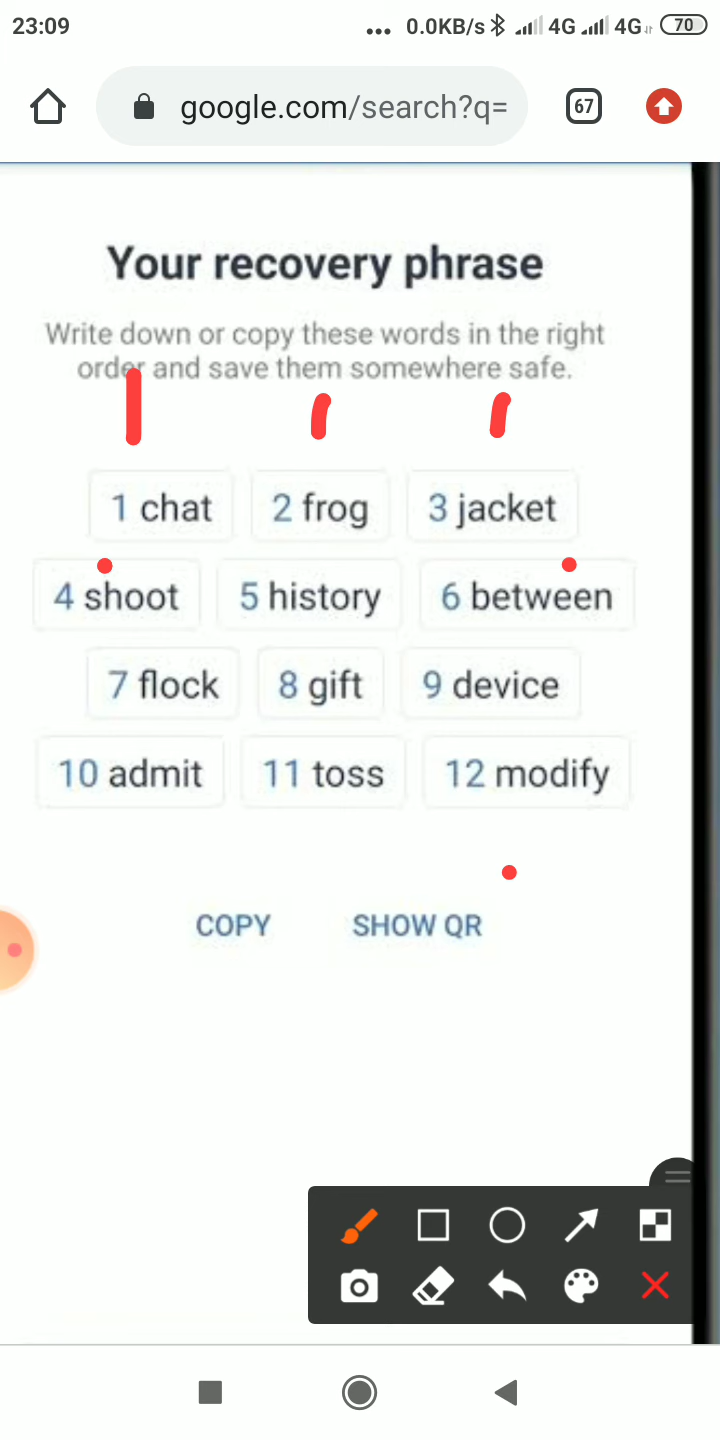 23:09
... 0.0KB/s 4G 4G 70
google.com/search?q=
67
Your recovery phrase
Write down or copy these words in the right
order and save them somewhere safe.
1 chat 2 frog 3 jacket
4 shoot 5 history 6 between
7 flock 8 gift 9 device
10 admit 11 toss 12 modify
COPY SHOW QR